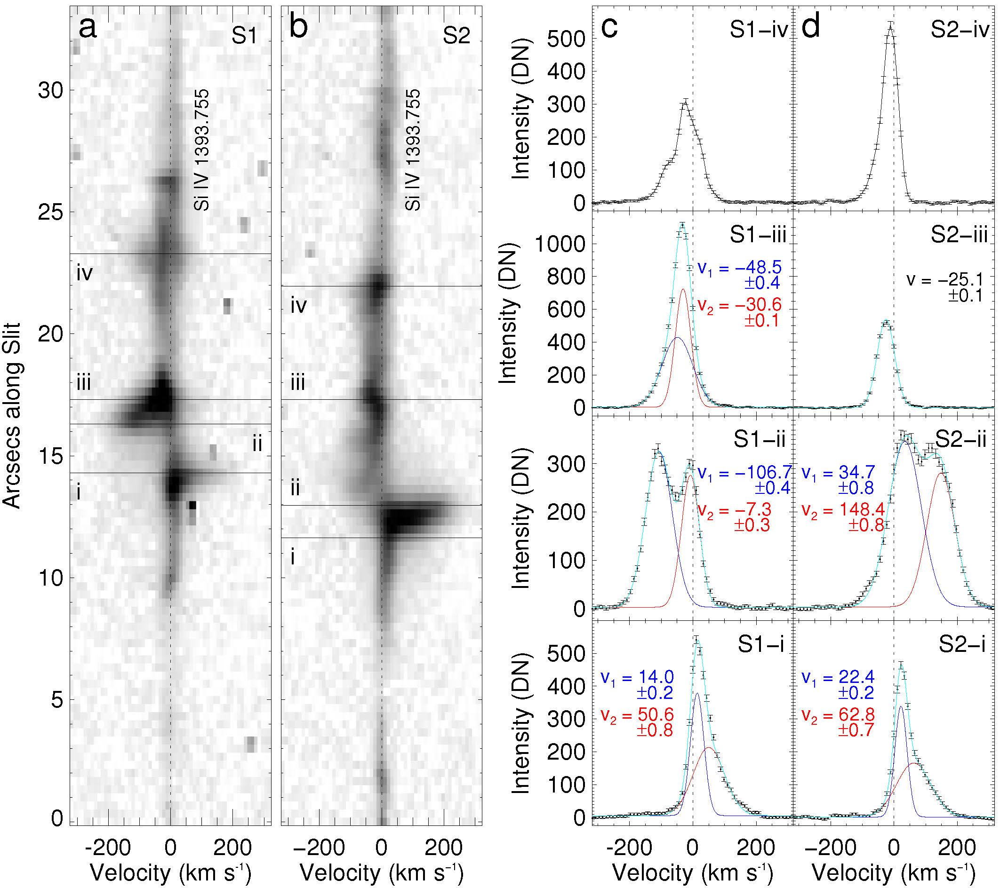 a
S1
Si IV 1393.755
iv
iii
ii
i
30
25
20
15
10
5
0
Arcsecs along Slit
-200 0 200
Velocity (km s-1)
b
S2
Si IV 1393.755
iv
iii
ii
i
−200 0 200
Velocity (km s−1)
c
S1−iv
500
400
300
200
100
0
Intensity (DN)
d
S2−iv
S1−iii
v1 = −48.5
±0.4
v2 = −30.6
±0.1
1000
800
600
400
200
0
Intensity (DN)
S2−iii
v = −25.1
±0.1
S1−ii
v1 = −106.7
±0.4
v2 = −7.3
±0.3
300
200
100
0
Intensity (DN)
S2−ii
v1 = 34.7
±0.8
v2 = 148.4
±0.8
S1−i
v1 = 14.0
±0.2
v2 = 50.6
±0.8
500
400
300
200
100
0
Intensity (DN)
-200 0 200
Velocity (km s-1)
S2−i
v1 = 22.4
±0.2
v2 = 62.8
±0.7
−200 0 200
Velocity (km s−1)